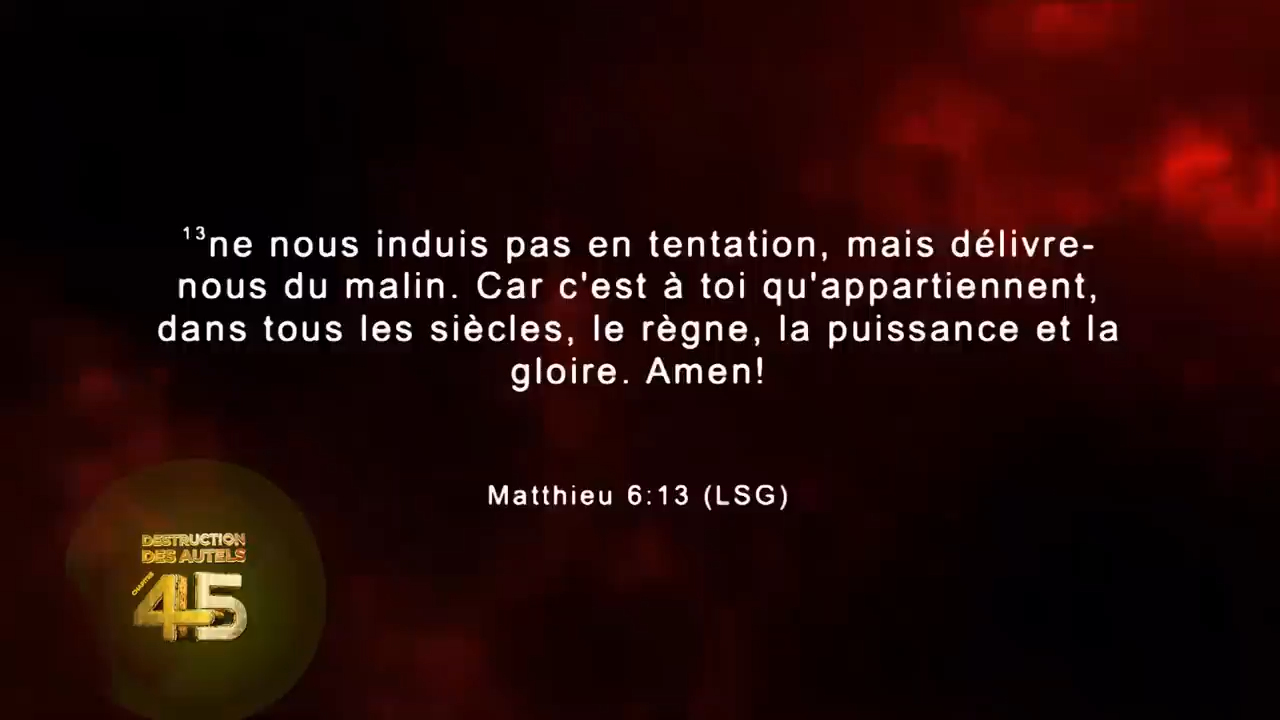 ¹³ne nous induis pas en tentation, mais délivre-
nous du malin. Car c'est à toi qu'appartiennent,
dans tous les siècles, le règne, la puissance et la
gloire. Amen!
Matthieu 6:13 (LSG)
DESTRUCTION
DES AUTELS
CHAPITRE
45